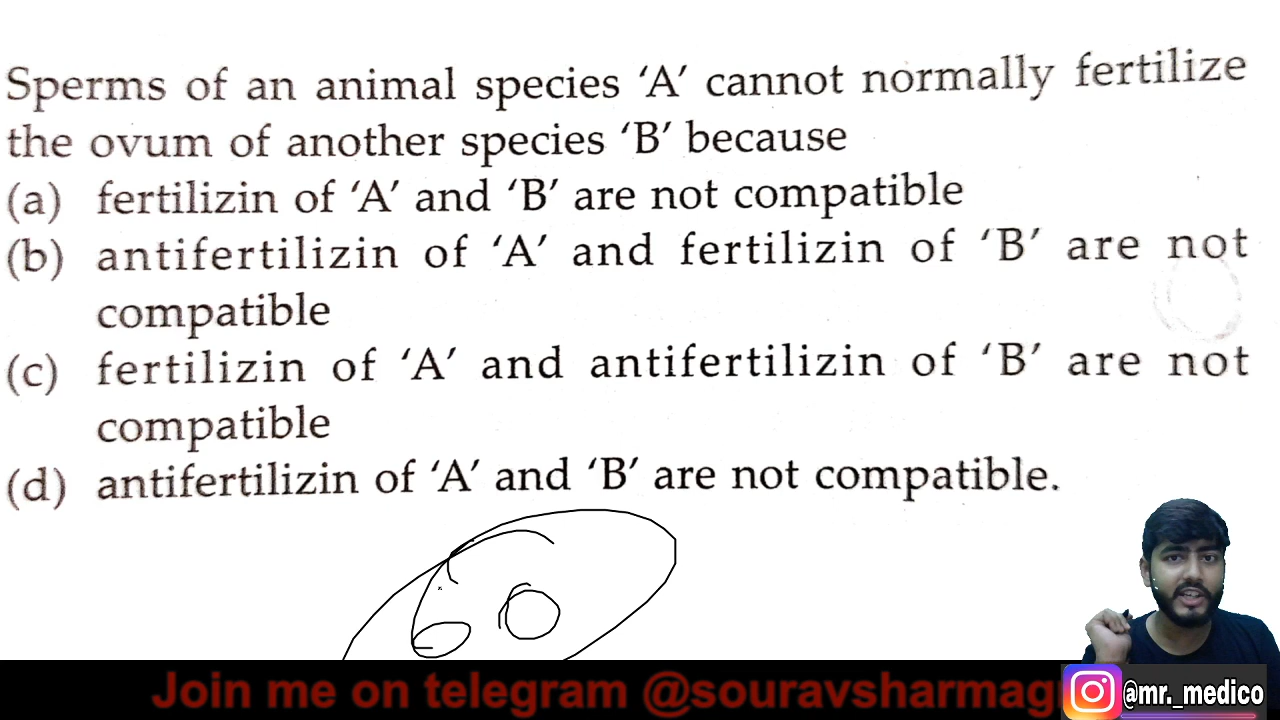 Sperms of an animal species ‘A’ cannot normally fertilize
the ovum of another species ‘B’ because
(a) fertilizin of ‘A’ and ‘B’ are not compatible
(b) antifertilizin of ‘A’ and fertilizin of ‘B’ are not
compatible
(c) fertilizin of ‘A’ and antifertilizin of ‘B’ are not
compatible
(d) antifertilizin of ‘A’ and ‘B’ are not compatible.
60
Join me on telegram @souravsharmag
@mr._medico